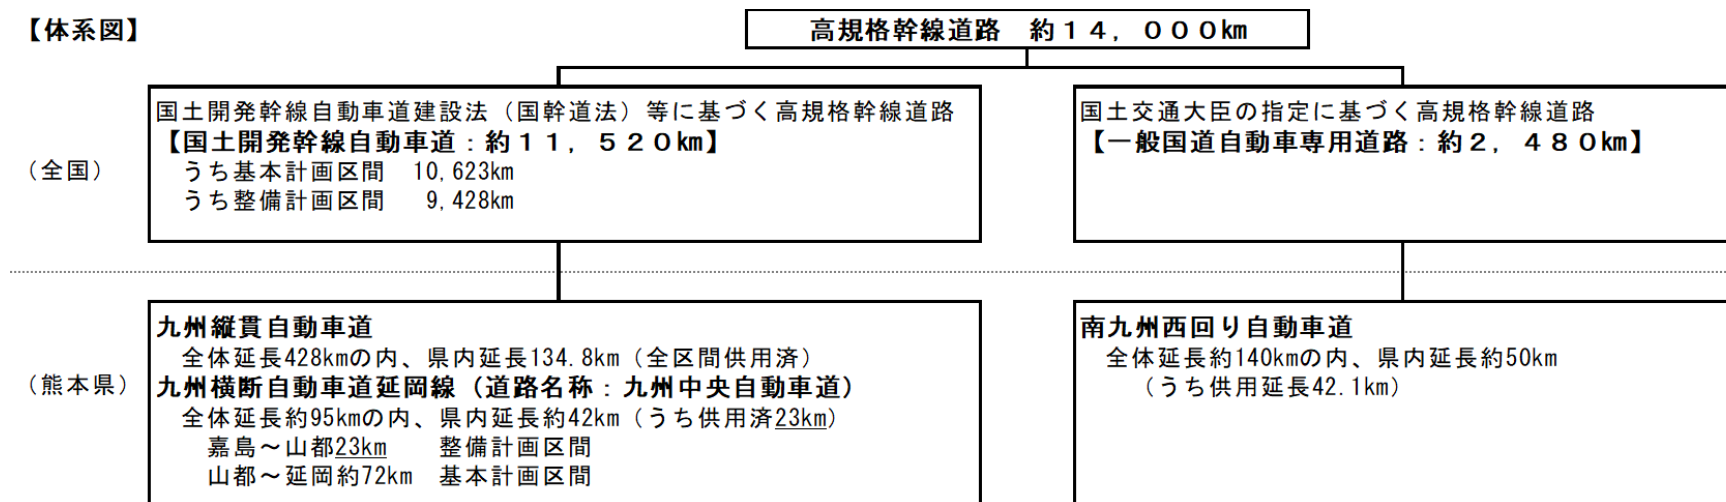 【体系図】
高規格幹線道路　約１４，０００㎞
国土開発幹線自動車道建設法（国幹道法）等に基づく高規格幹線道路
【国土開発幹線自動車道：約１１，５２０㎞】
うち基本計画区間　10,623km
うち整備計画区間　9,428km
国土交通大臣の指定に基づく高規格幹線道路
【一般国道自動車専用道路：約２，４８０㎞】
（全国）
九州縦貫自動車道
全体延長428kmの内、県内延長134.8km（全区間供用済）
九州横断自動車道延岡線（道路名称：九州中央自動車道）
全体延長約95kmの内、県内延長約42km（うち供用済23km）
嘉島～山都23km　整備計画区間
山都～延岡約72km　基本計画区間
南九州西回り自動車道
全体延長約140kmの内、県内延長約50km
（うち供用延長42.1km）
（熊本県）